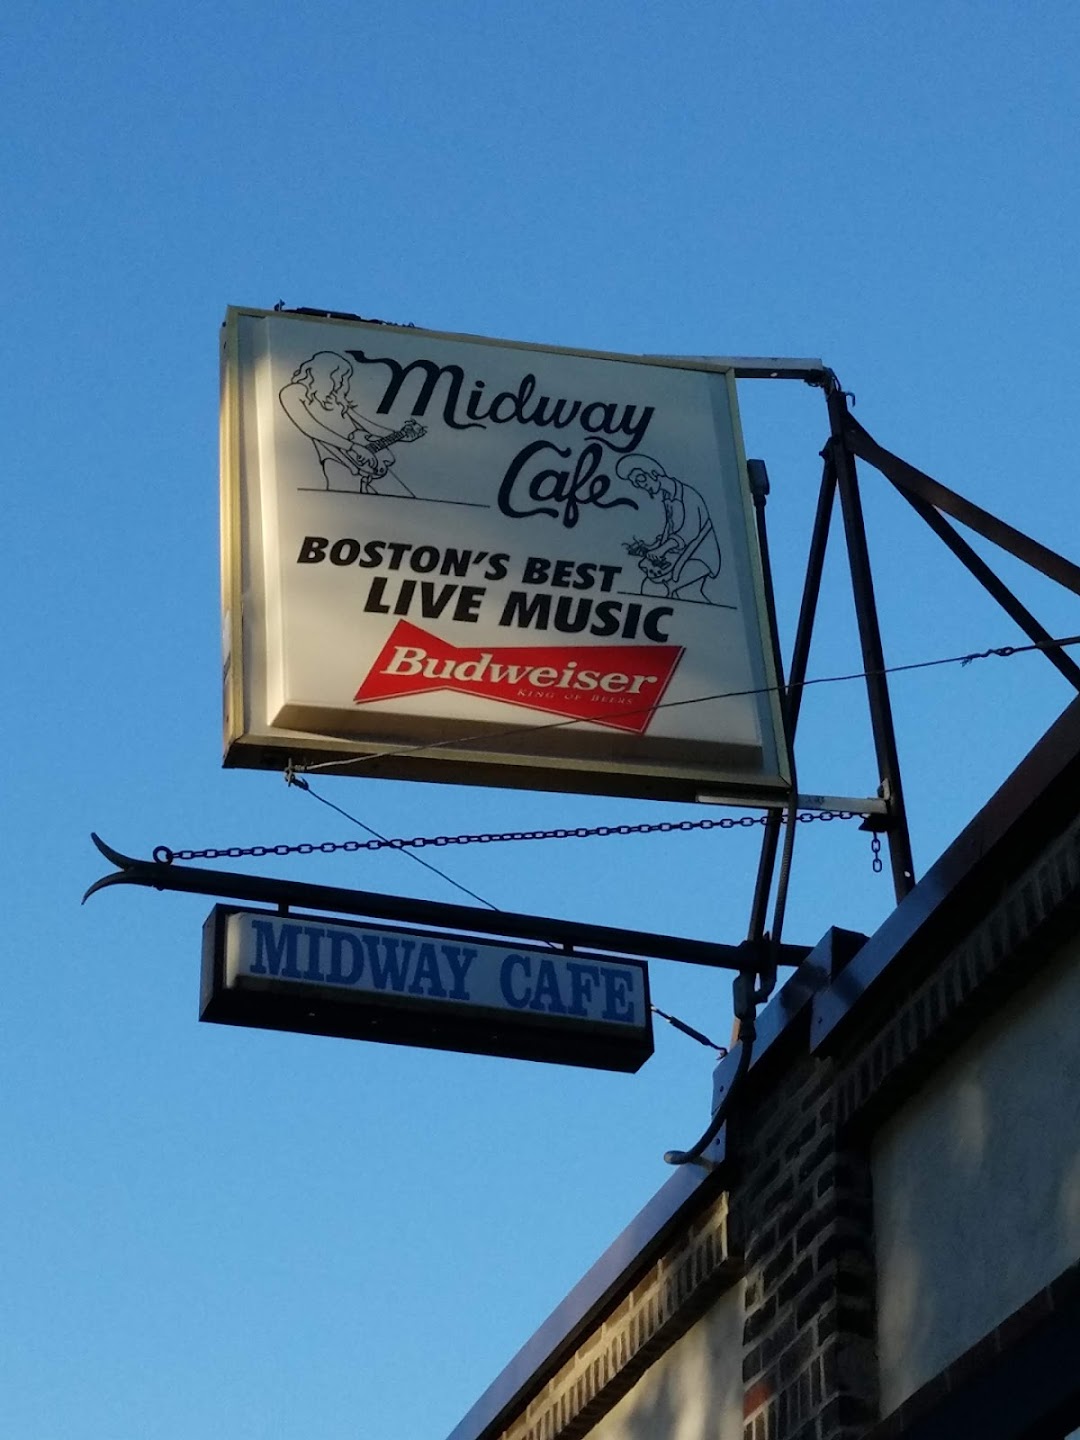 Midway
Cafe
BOSTON'S BEST
LIVE MUSIC
Budweiser
KING OF BEERS
MIDWAY CAFE